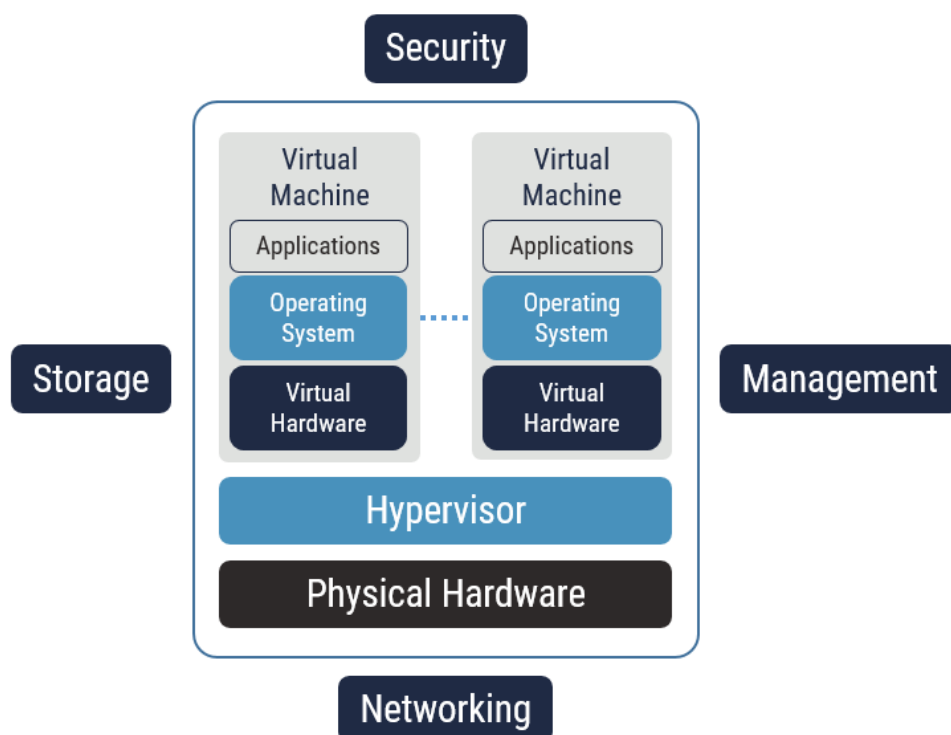 Security
Virtual
Machine
Applications
Operating
System
Virtual
Hardware
Virtual
Machine
Applications
Operating
System
Virtual
Hardware
Storage
Management
Hypervisor
Physical Hardware
Networking